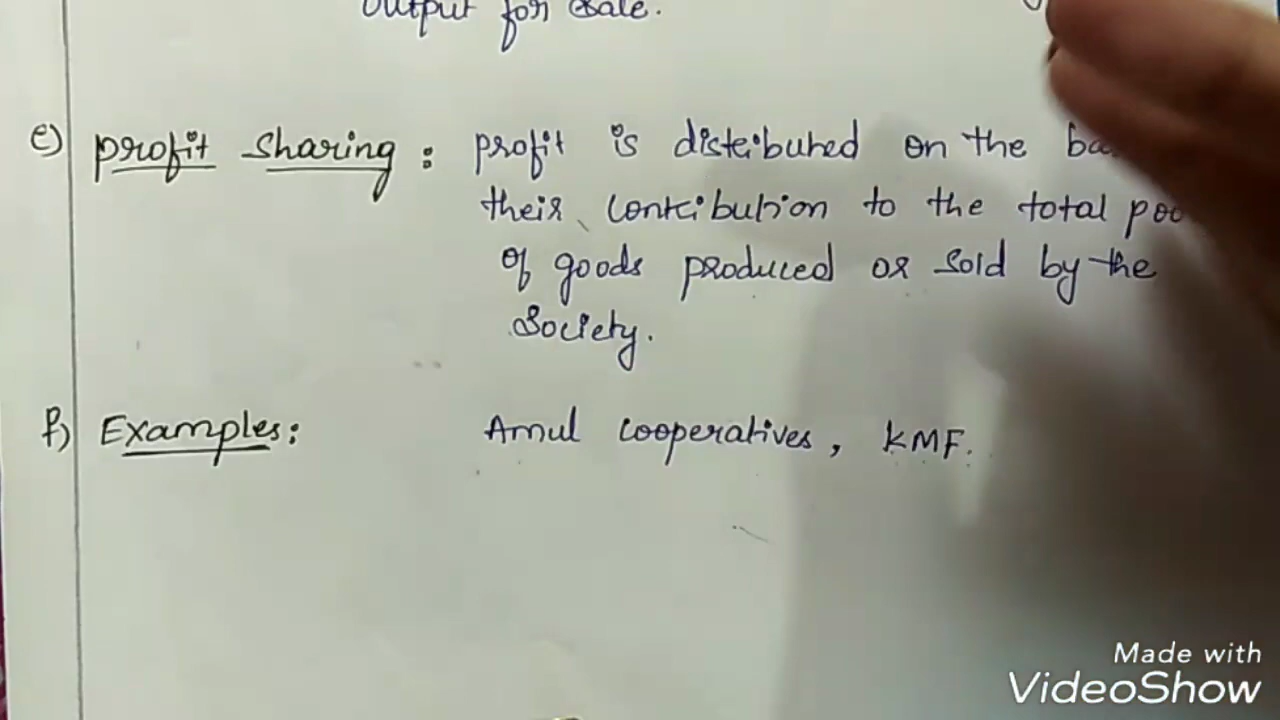 output for sale.
e) profit sharing : profit is distributed on the
their contribution to the total
of goods produced or sold by the
Society.
f) Examples: Amul cooperatives, KMF.
Made with
VideoShow